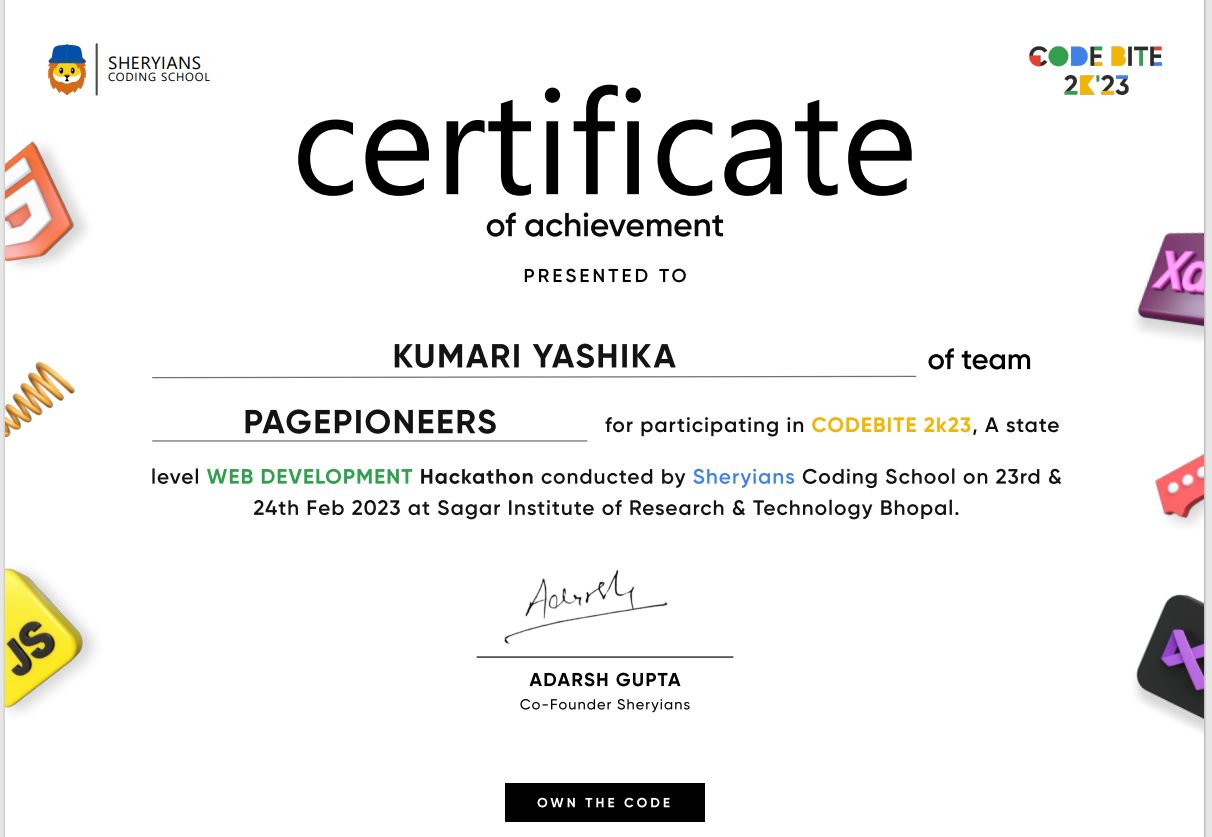 SHERYIANS
CODING SCHOOL
CODE BITE
2K'23
certificate
of achievement
PRESENTED TO
KUMARI YASHIKA of team
PAGEPIONEERS for participating in CODEBITE 2k23, A state
level WEB DEVELOPMENT Hackathon conducted by Sheryians Coding School on 23rd &
24th Feb 2023 at Sagar Institute of Research & Technology Bhopal.
Adarsh
ADARSH GUPTA
Co-Founder Sheryians
OWN THE CODE
JS
Xd